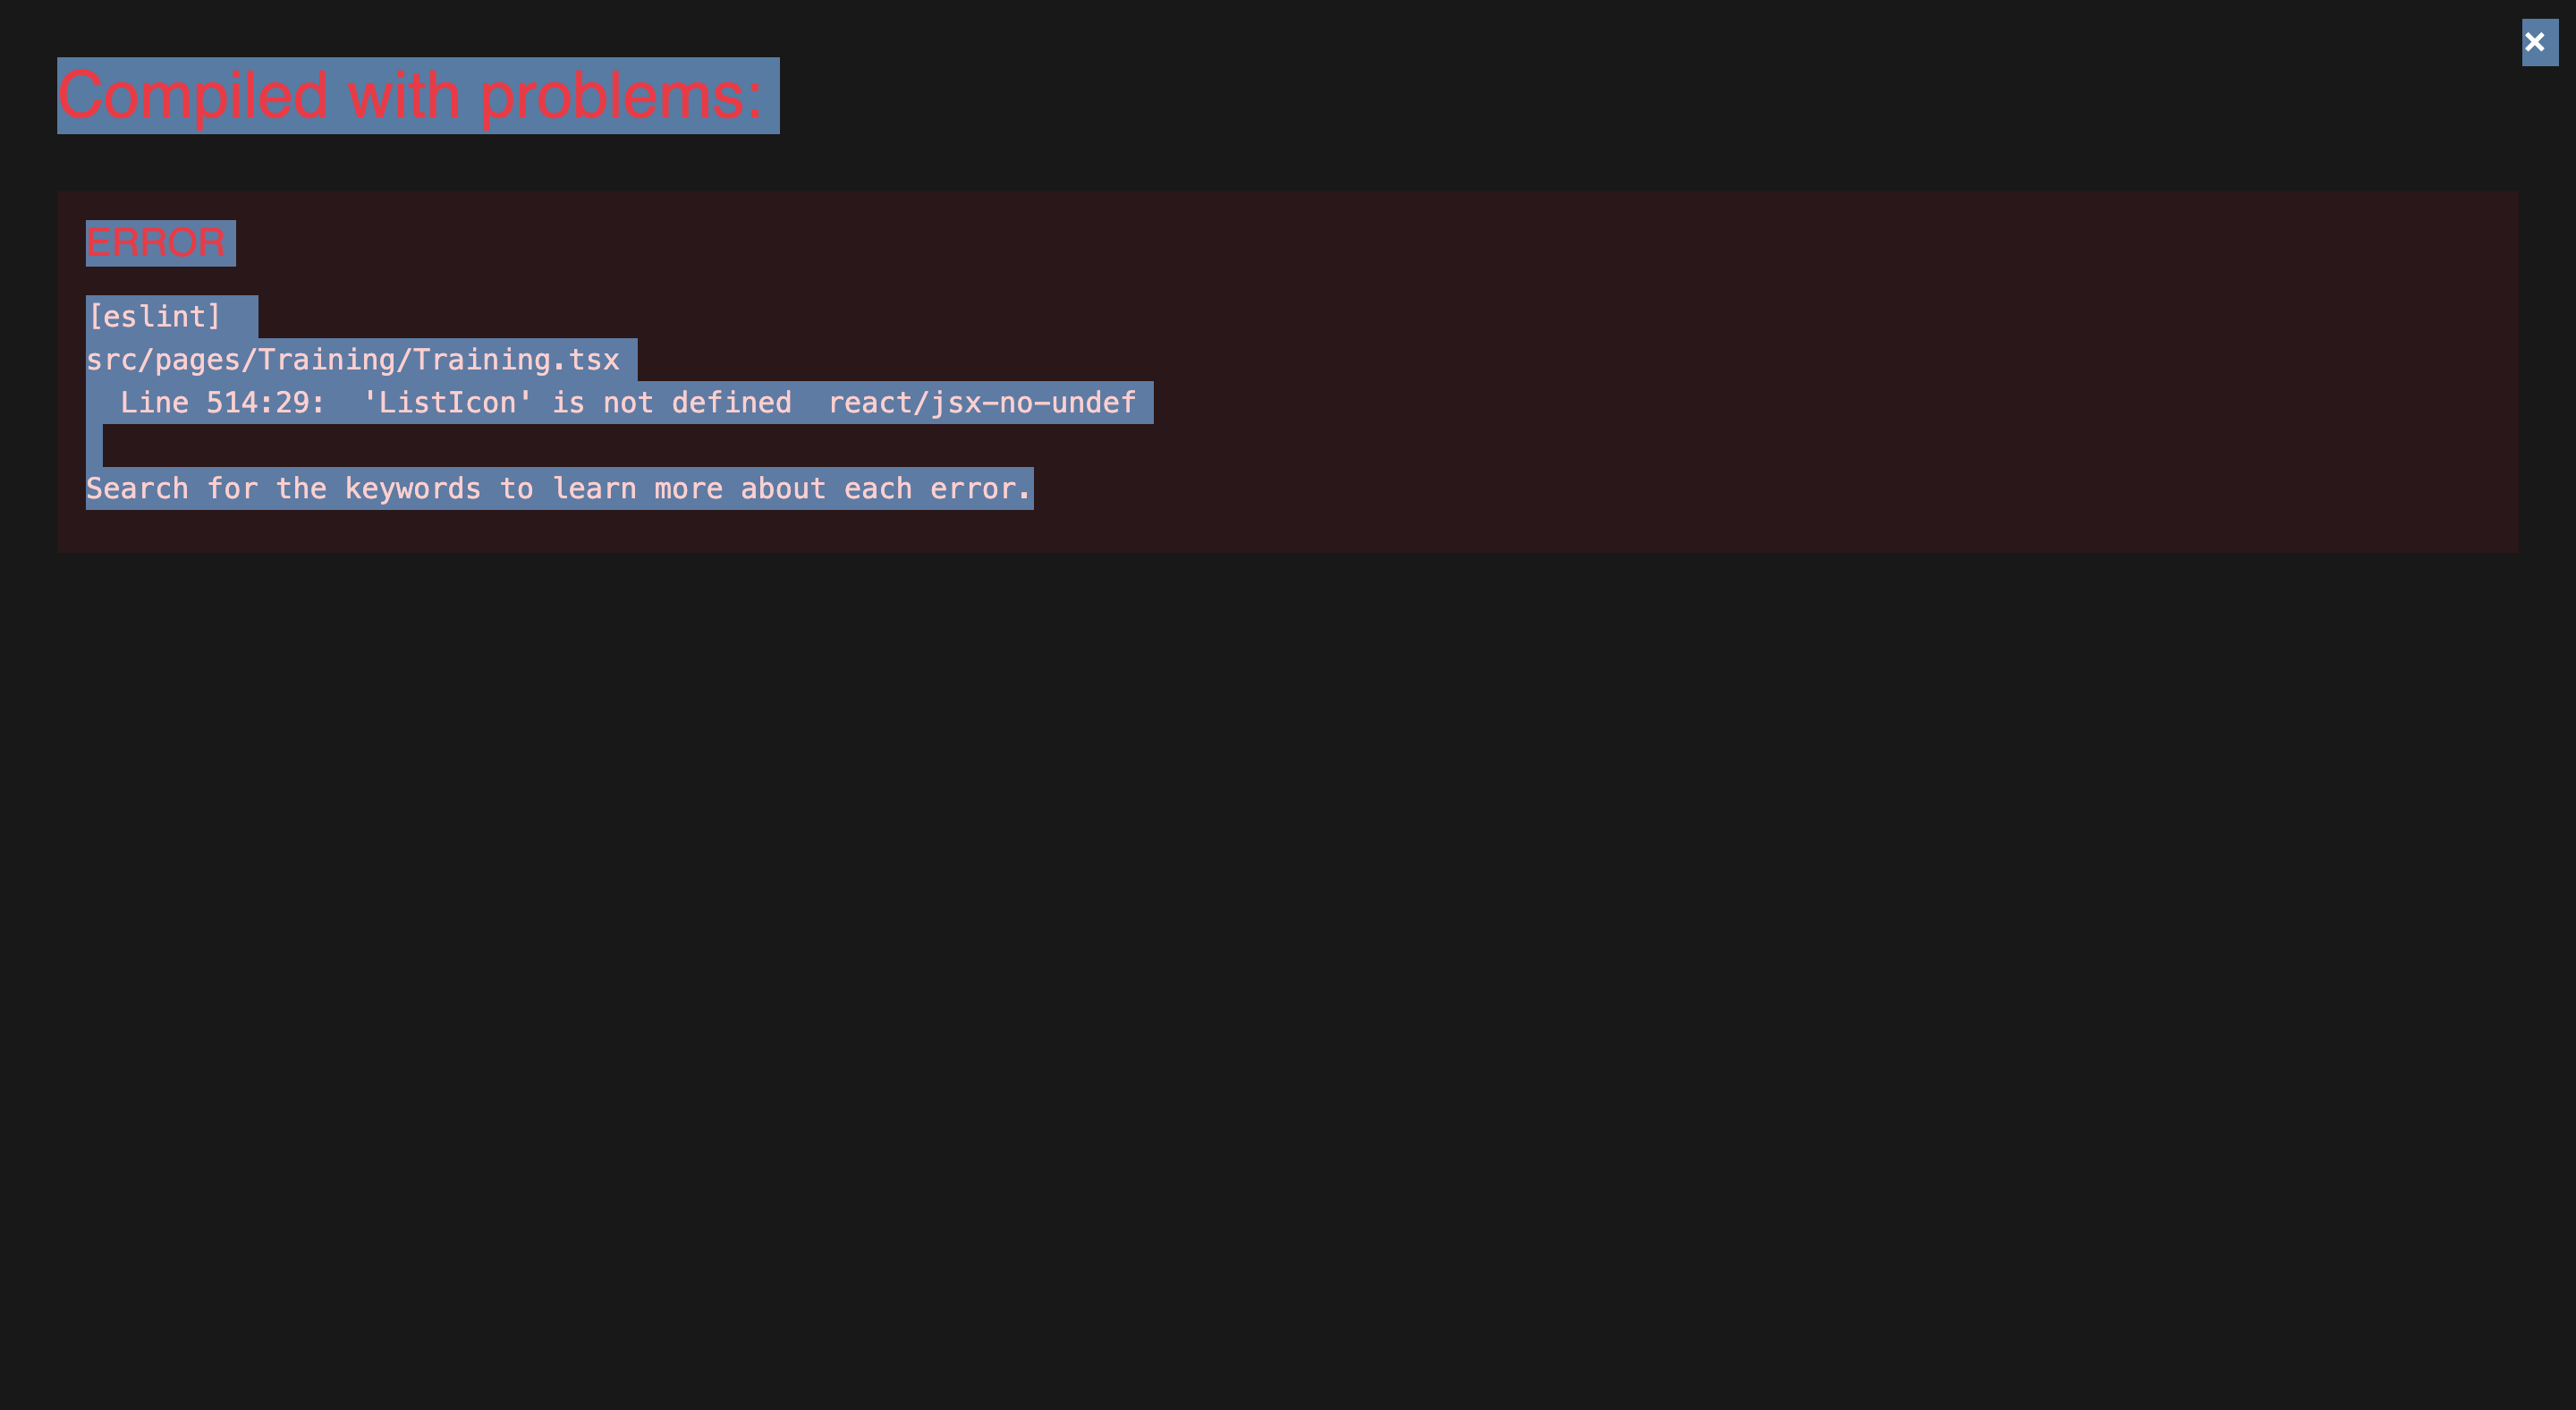 ×
Compiled with problems:
ERROR
[eslint]
src/pages/Training/Training.tsx
  Line 514:29:  'ListIcon' is not defined  react/jsx-no-undef

Search for the keywords to learn more about each error.